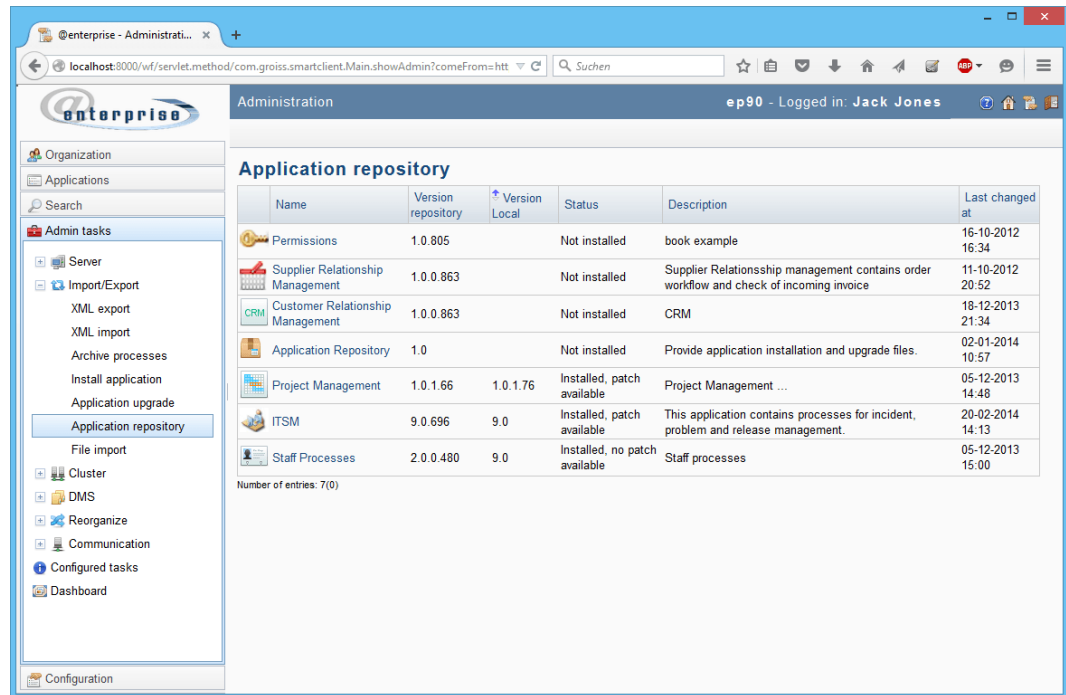 @enterprise - Administrati... × +
localhost:8000/wf/servlet.method/com.groiss.smartclient.Main.showAdmin?comeFrom=htt
Suchen
ABP
@enterprise
Administration
ep90 - Logged in: Jack Jones
Organization
Applications
Search
Admin tasks
Server
Import/Export
XML export
XML import
Archive processes
Install application
Application upgrade
Application repository
File import
Cluster
DMS
Reorganize
Communication
Configured tasks
Dashboard
Configuration
Application repository
Name Version repository Version Local Status Description Last changed at
Permissions 1.0.805 Not installed book example 16-10-2012 16:34
Supplier Relationship Management 1.0.0.863 Not installed Supplier Relationsship management contains order workflow and check of incoming invoice 11-10-2012 20:52
CRM Customer Relationship Management 1.0.0.863 Not installed CRM 18-12-2013 21:34
Application Repository 1.0 Not installed Provide application installation and upgrade files. 02-01-2014 10:57
Project Management 1.0.1.66 1.0.1.76 Installed, patch available Project Management ... 05-12-2013 14:48
ITSM 9.0.696 9.0 Installed, patch available This application contains processes for incident, problem and release management. 20-02-2014 14:13
Staff Processes 2.0.0.480 9.0 Installed, no patch available Staff processes 05-12-2013 15:00
Number of entries: 7(0)